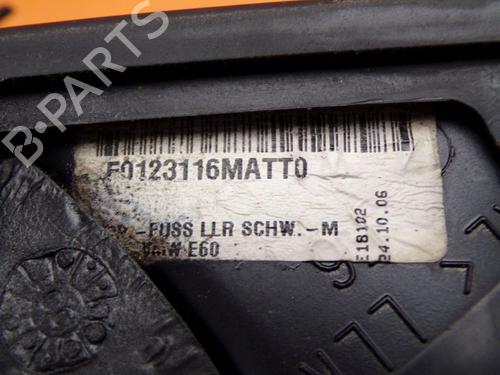 B-PARTS
F0123116MATT0
-FUSS LLR SCHW.-M
BMW E60
E18102
24.10.06